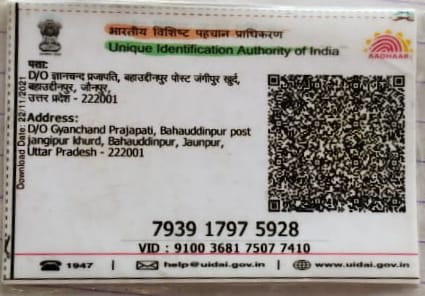 भारतीय विशिष्ट पहचान प्राधिकरण
Unique Identification Authority of India
AADHAAR
पता:
D/O ज्ञानचन्द प्रजापति, बहाउद्दीनपुर पोस्ट जंगीपुर खुर्द,
बहाउद्दीनपुर, जौनपुर,
उत्तर प्रदेश - 222001
Address:
D/O Gyanchand Prajapati, Bahauddinpur post
jangipur khurd, Bahauddinpur, Jaunpur,
Uttar Pradesh - 222001
Download Date: 22/11/2021
7939 1797 5928
VID : 9100 3681 7507 7410
1947
help@uidai.gov.in
www.uidai.gov.in